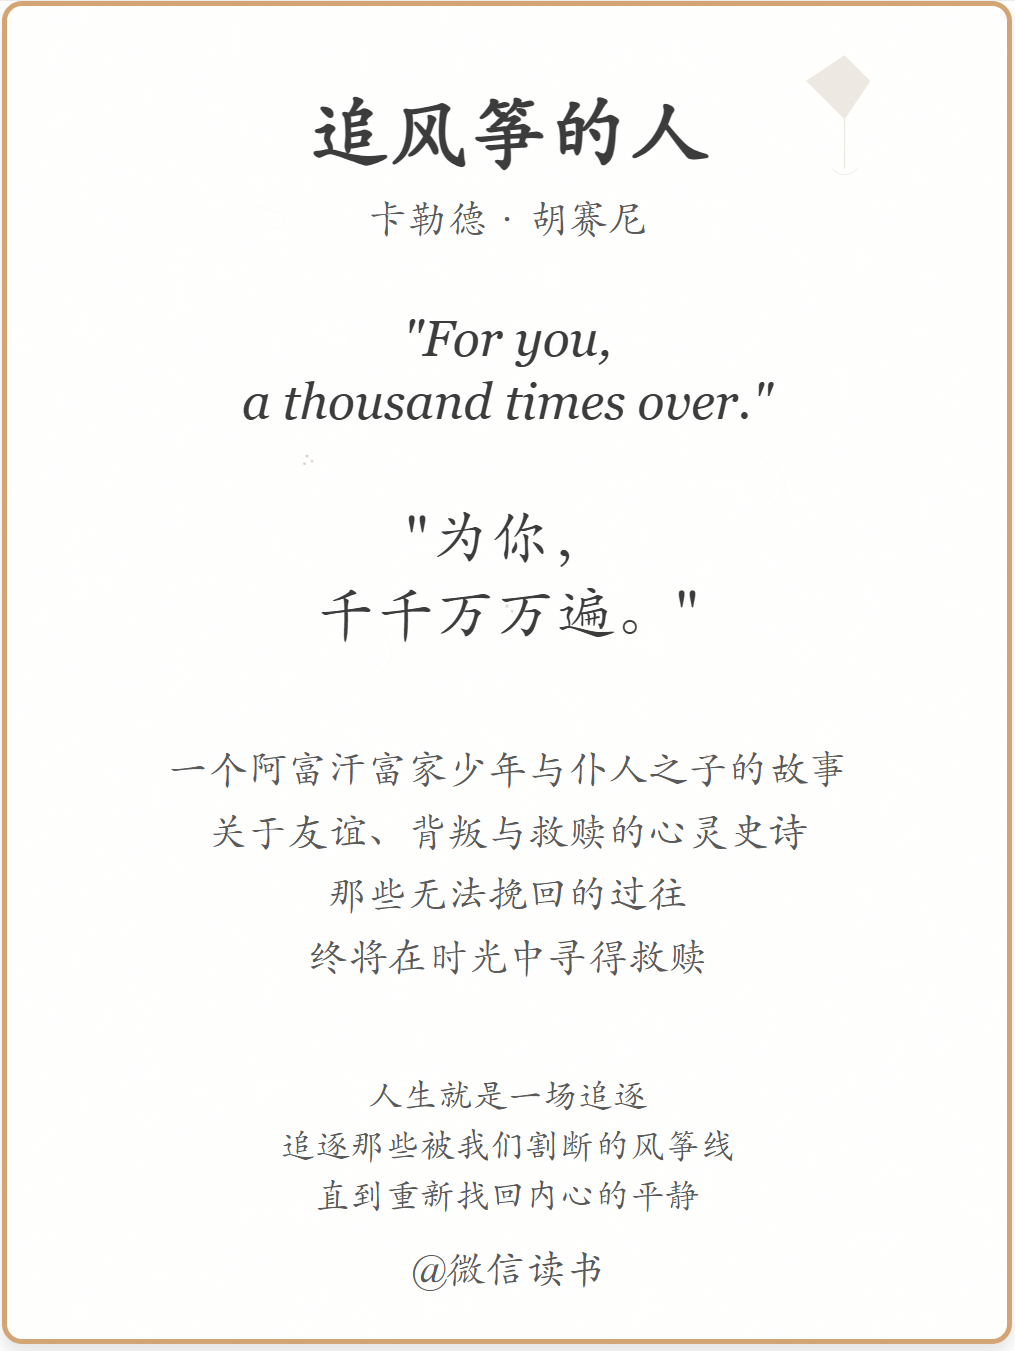 追风筝的人
卡勒德 · 胡赛尼
"For you,
a thousand times over."
"为你，
千千万万遍。"
一个阿富汗富家少年与仆人之子的故事
关于友谊、背叛与救赎的心灵史诗
那些无法挽回的过往
终将在时光中寻得救赎
人生就是一场追逐
追逐那些被我们割断的风筝线
直到重新找回内心的平静
@微信读书